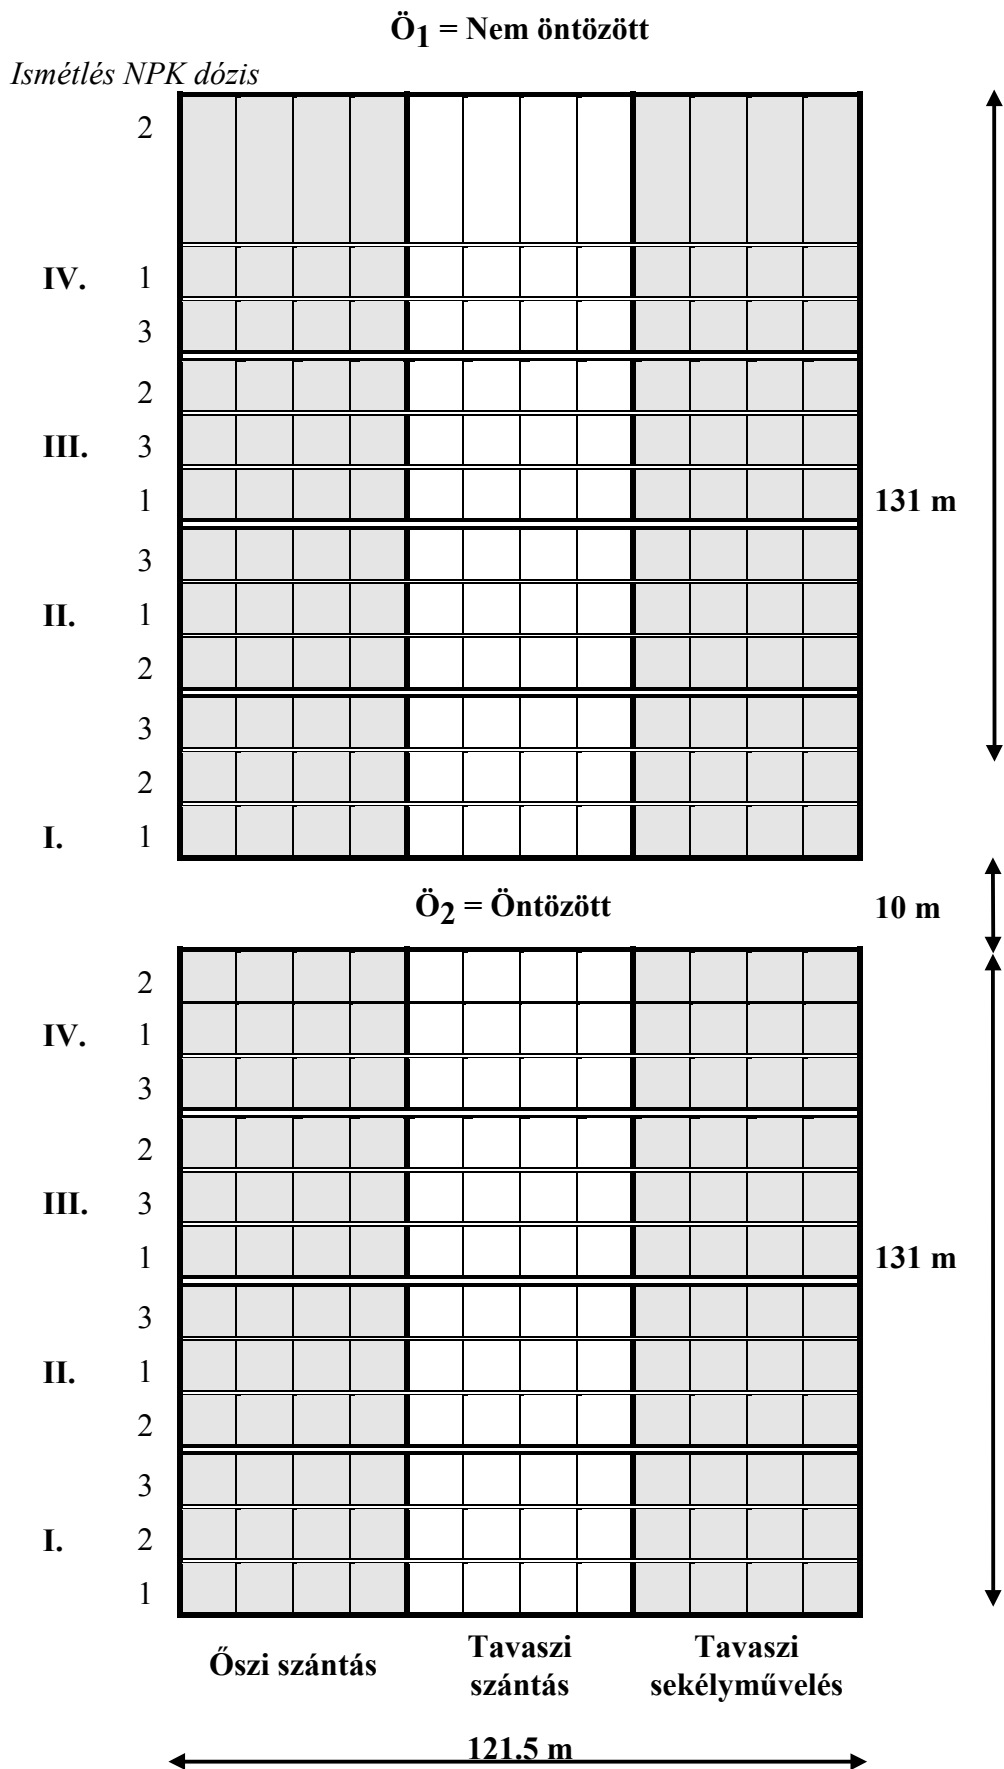 Ö1 = Nem öntözött
Ismétlés NPK dózis
2
IV. 1
3
2
III. 3
1 131 m
3
II. 1
2
3
2
I. 1
Ö2 = Öntözött 10 m
2
IV. 1
3
2
III. 3
1 131 m
3
II. 1
2
3
I. 2
1
Őszi szántás
Tavaszi
szántás
Tavaszi
sekélyművelés
121.5 m